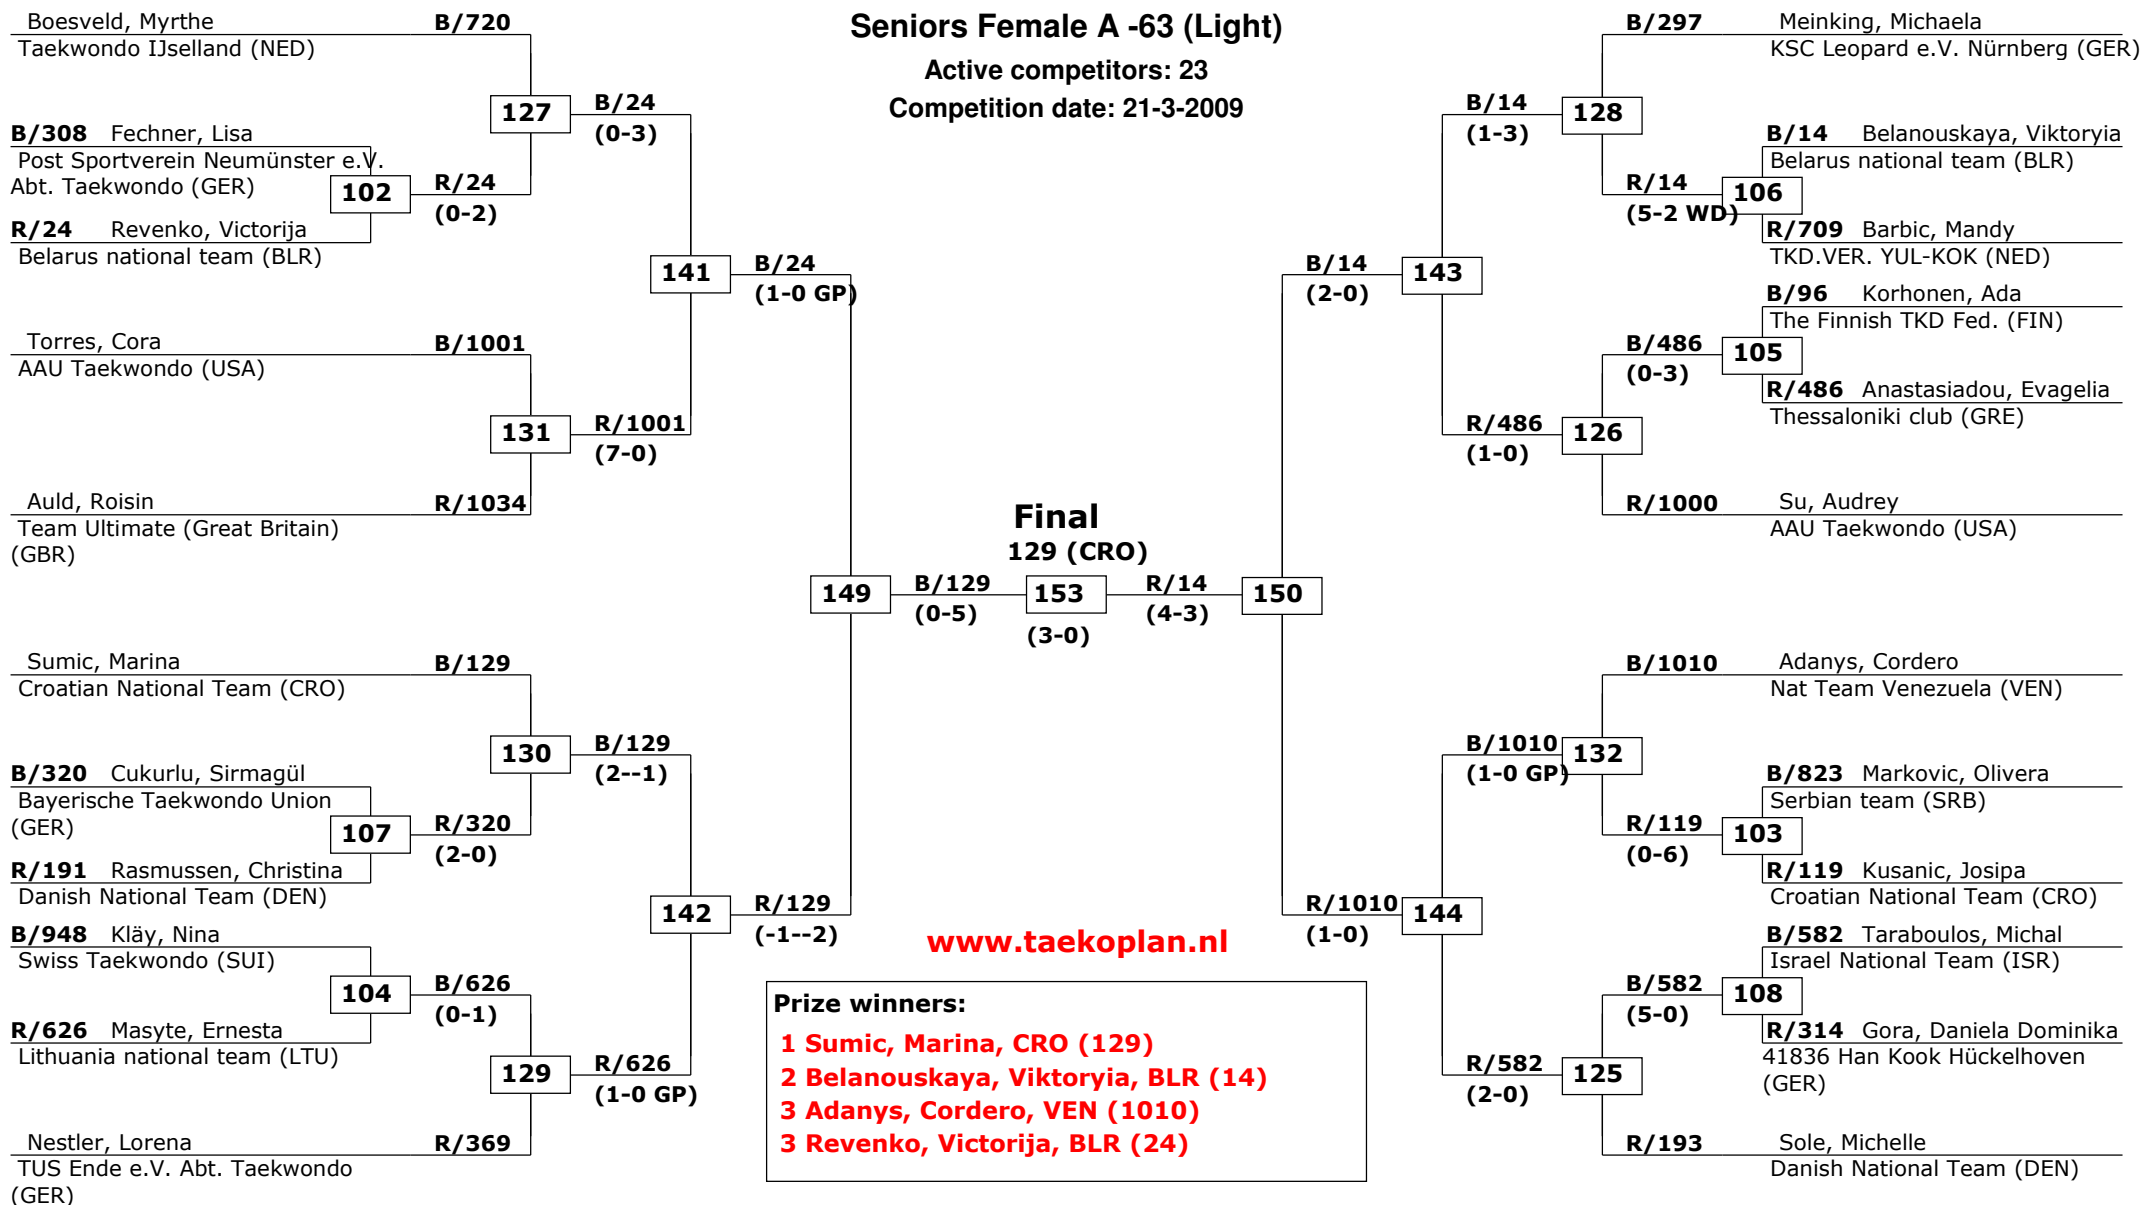 Seniors Female A -63 (Light)
Active competitors: 23
Competition date: 21-3-2009
Boesveld, Myrthe B/720
Taekwondo IJselland (NED)
127
B/24
(0-3)
B/308 Fechner, Lisa
Post Sportverein Neumünster e.V.
Abt. Taekwondo (GER)
102
R/24
(0-2)
R/24 Revenko, Victorija
Belarus national team (BLR)
141
B/24
(1-0 GP)
Torres, Cora B/1001
AAU Taekwondo (USA)
131
R/1001
(7-0)
Auld, Roisin R/1034
Team Ultimate (Great Britain)
(GBR)
149
B/129
(0-5)
Sumic, Marina B/129
Croatian National Team (CRO)
130
B/129
(2--1)
B/320 Cukurlu, Sirmagül
Bayerische Taekwondo Union
(GER)
107
R/320
(2-0)
R/191 Rasmussen, Christina
Danish National Team (DEN)
142
R/129
(-1--2)
B/948 Kläy, Nina
Swiss Taekwondo (SUI)
104
B/626
(0-1)
R/626 Masyte, Ernesta
Lithuania national team (LTU)
129
R/626
(1-0 GP)
Nestler, Lorena R/369
TUS Ende e.V. Abt. Taekwondo
(GER)
Final
129 (CRO)
153
(3-0)
R/14
(4-3)
150
B/297 Meinking, Michaela
KSC Leopard e.V. Nürnberg (GER)
B/14
(1-3)
128
B/14 Belanouskaya, Viktoryia
Belarus national team (BLR)
R/14
(5-2 WD)
106
R/709 Barbic, Mandy
TKD.VER. YUL-KOK (NED)
B/14
(2-0)
143
B/96 Korhonen, Ada
The Finnish TKD Fed. (FIN)
B/486
(0-3)
105
R/486 Anastasiadou, Evagelia
Thessaloniki club (GRE)
R/486
(1-0)
126
R/1000 Su, Audrey
AAU Taekwondo (USA)
B/1010 Adanys, Cordero
Nat Team Venezuela (VEN)
B/1010
(1-0 GP)
132
B/823 Markovic, Olivera
Serbian team (SRB)
R/119
(0-6)
103
R/119 Kusanic, Josipa
Croatian National Team (CRO)
R/1010
(1-0)
144
B/582 Taraboulos, Michal
Israel National Team (ISR)
B/582
(5-0)
108
R/314 Gora, Daniela Dominika
41836 Han Kook Hückelhoven
(GER)
R/582
(2-0)
125
R/193 Sole, Michelle
Danish National Team (DEN)
www.taekoplan.nl
Prize winners:
1 Sumic, Marina, CRO (129)
2 Belanouskaya, Viktoryia, BLR (14)
3 Adanys, Cordero, VEN (1010)
3 Revenko, Victorija, BLR (24)